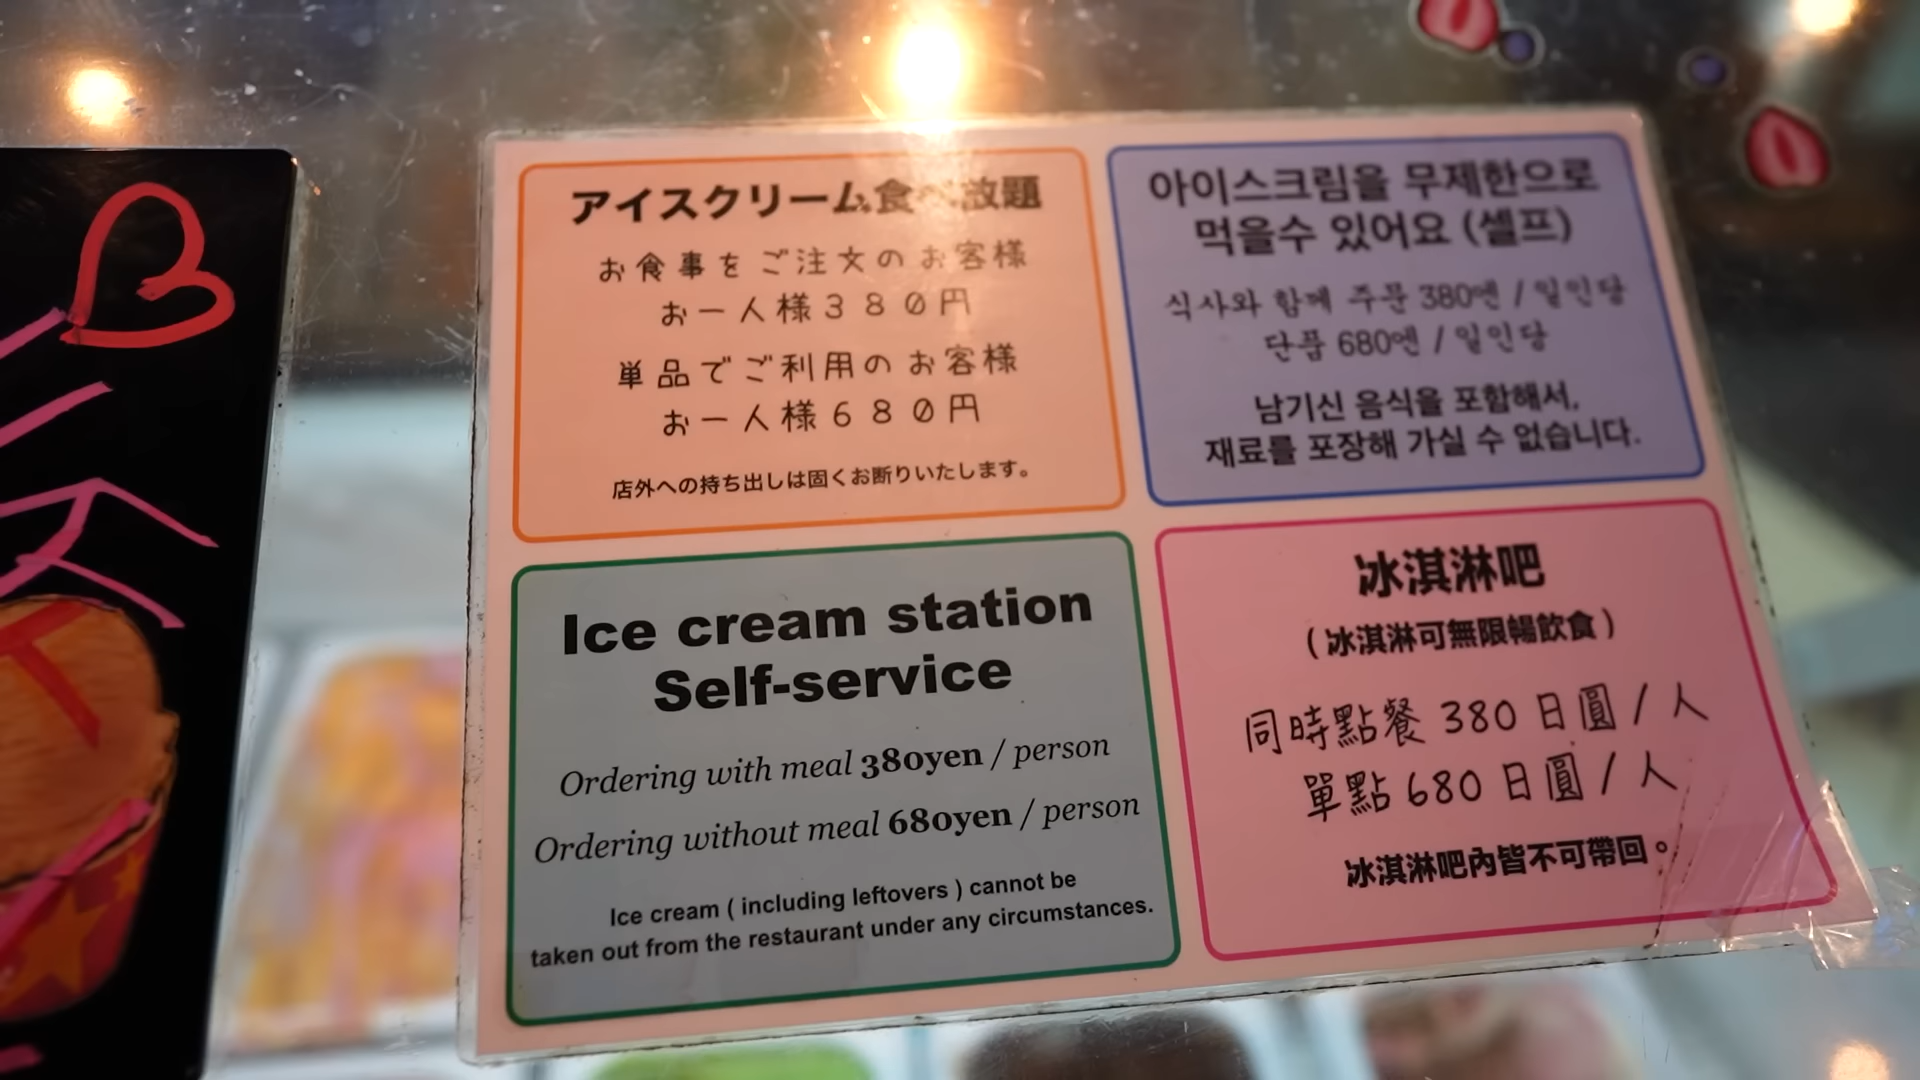 アイスクリーム食べ放題
お食事をご注文のお客様
お一人様380円
単品でご利用のお客様
お一人様680円
店外への持ち出しは固くお断りいたします。
아이스크림을 무제한으로
먹을수 있어요 (셀프)
식사와 함께 주문 380엔 / 일인당
단품 680엔 / 일인당
남기신 음식을 포함해서,
재료를 포장해 가실 수 없습니다.
Ice cream station
Self-service
Ordering with meal 380yen / person
Ordering without meal 680yen / person
Ice cream ( including leftovers ) cannot be
taken out from the restaurant under any circumstances.
冰淇淋吧
( 冰淇淋可無限暢飲食 )
同時點餐 380 日圓 / 人
單點 680 日圓 / 人
冰淇淋吧內皆不可帶回。